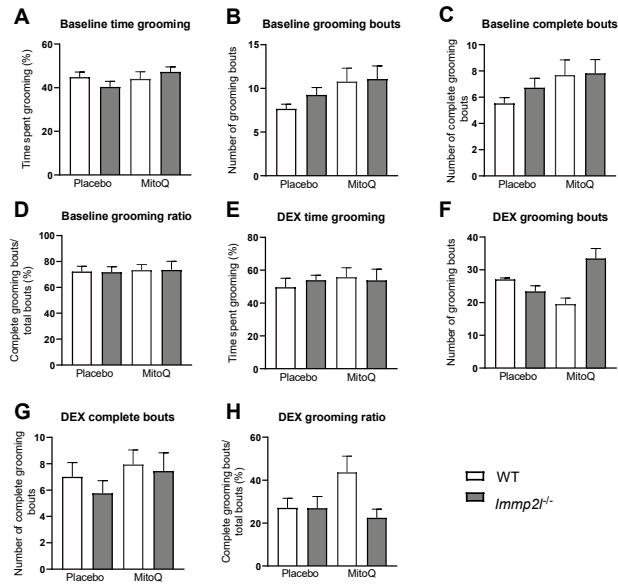 A
Baseline time grooming
Time spent grooming (%)
60
40
20
0
Placebo
MitoQ
B
Baseline grooming bouts
Number of grooming bouts
15
10
5
0
Placebo
MitoQ
C
Baseline complete bouts
Number of complete grooming
bouts
10
8
6
4
2
0
Placebo
MitoQ
D
Baseline grooming ratio
Complete grooming bouts/
total bouts (%)
100
80
60
40
20
0
Placebo
MitoQ
E
DEX time grooming
Time spent grooming (%)
80
60
40
20
0
Placebo
MitoQ
F
DEX grooming bouts
Number of grooming bouts
40
30
20
10
0
Placebo
MitoQ
G
DEX complete bouts
Number of complete grooming
bouts
10
8
6
4
2
0
Placebo
MitoQ
H
DEX grooming ratio
Complete grooming bouts/
total bouts (%)
60
40
20
0
Placebo
MitoQ
WT
Immp2l-/-